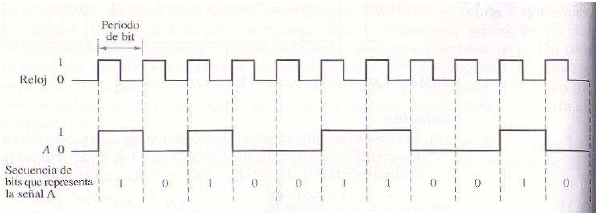 Periodo
de bit
1
Reloj 0
1
A 0
Secuencia de
bits que representa 1 0 1 0 0 1 1 0 0 1 0
la señal A